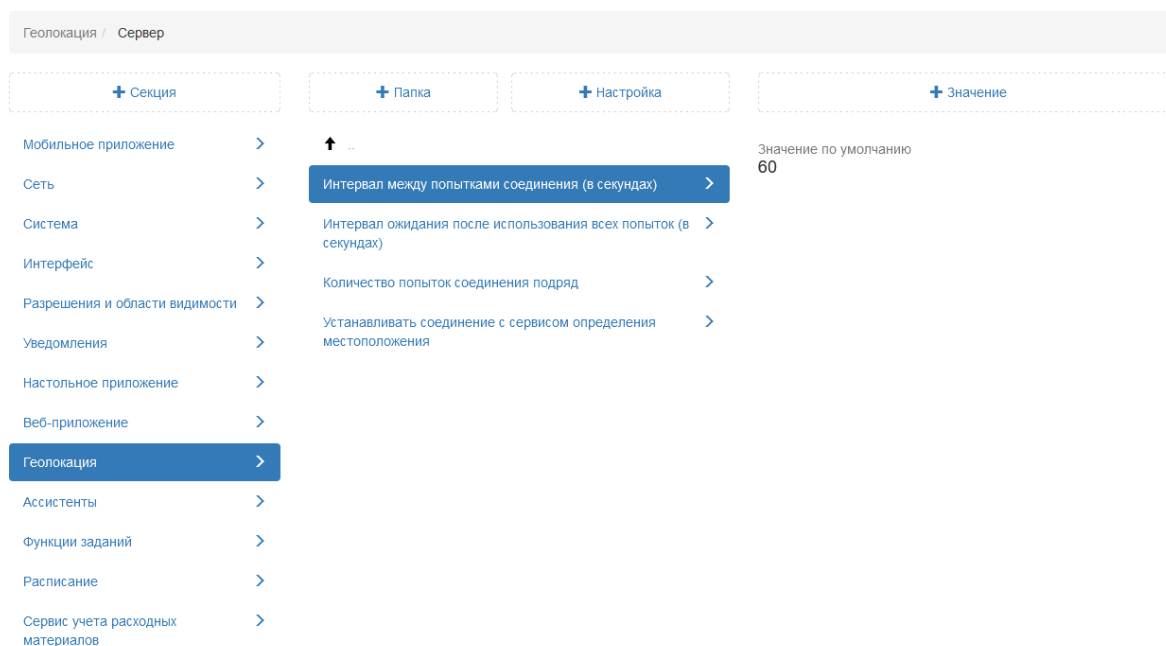 Геолокация / Сервер
+ Секция
+ Папка
+ Настройка
+ Значение
Мобильное приложение
Сеть
Система
Интерфейс
Разрешения и области видимости
Уведомления
Настольное приложение
Веб-приложение
Геолокация
Ассистенты
Функции заданий
Расписание
Сервис учета расходных
материалов
..
Интервал между попытками соединения (в секундах)
Интервал ожидания после использования всех попыток (в
секундах)
Количество попыток соединения подряд
Устанавливать соединение с сервисом определения
местоположения
Значение по умолчанию
60